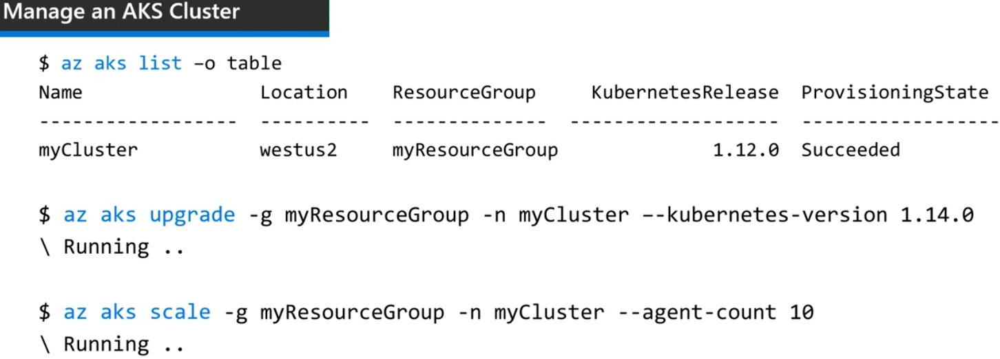 Manage an AKS Cluster
$ az aks list –o table
Name Location ResourceGroup KubernetesRelease ProvisioningState
------------------ ---------- -------------- ------------------- ------------------
myCluster westus2 myResourceGroup 1.12.0 Succeeded
$ az aks upgrade -g myResourceGroup -n myCluster –-kubernetes-version 1.14.0
\ Running ..
$ az aks scale -g myResourceGroup -n myCluster --agent-count 10
\ Running ..